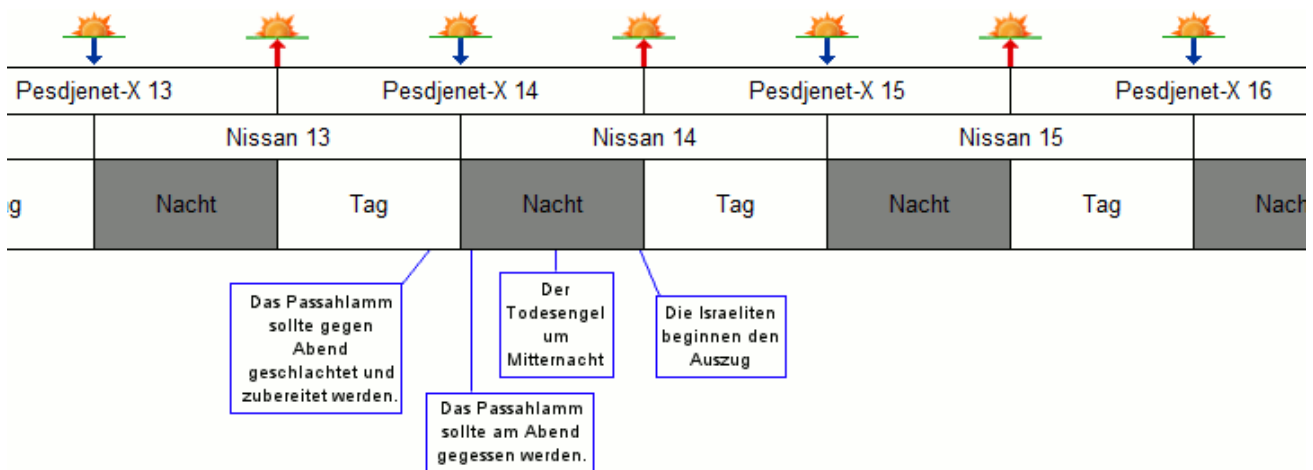 Pesdjenet-X 13 Pesdjenet-X 14 Pesdjenet-X 15 Pesdjenet-X 16
Nissan 13 Nissan 14 Nissan 15
ag Nacht Tag Nacht Tag Nacht Tag Nach
Das Passahlamm
sollte gegen
Abend
geschlachtet und
zubereitet werden.
Das Passahlamm
sollte am Abend
gegessen werden.
Der
Todesengel
um
Mitternacht
Die Israeliten
beginnen den
Auszug